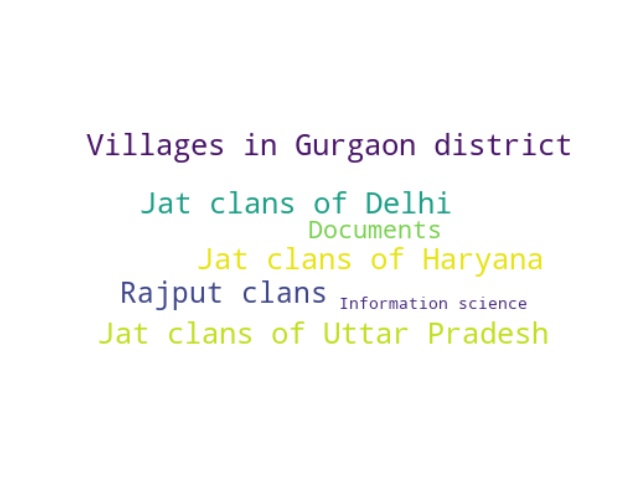 Villages in Gurgaon district
Jat clans of Delhi
Documents
Jat clans of Haryana
Rajput clans
Information science
Jat clans of Uttar Pradesh